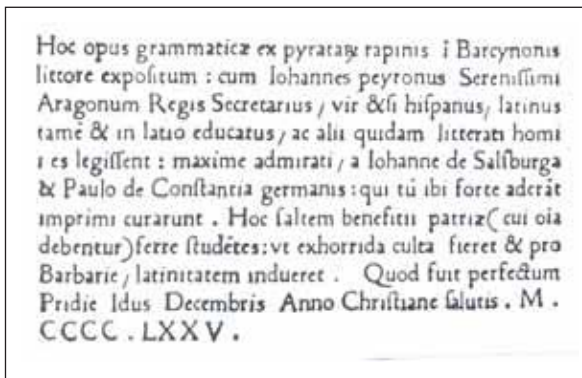 Hoc opus grammaticæ ex pyrataꝝ rapinis ī Barcynonis
littore expoſitum : cum Iohannes peyronus Sereniſſimi
Aragonum Regis Secretarius / vir &ſi hiſpanus / latinus
tamē & in latio educatus / ac alii quidam litterati homi
nes legiſſent : maxime admirati / a Iohanne de Salſburga
& Paulo de Conſtantia germanis : qui tū ibi forte aderāt
imprimi curarunt . Hoc ſaltem beneficii patriæ ( cui oīa
debentur ) ferre ſtudētes : vt exhorrida culta fieret & pro
Barbarie / latinitatem indueret . Quod fuit perfectum
Pridie Idus Decembris Anno Chriſtiane ſalutis . M .
CCCC . LXXV .